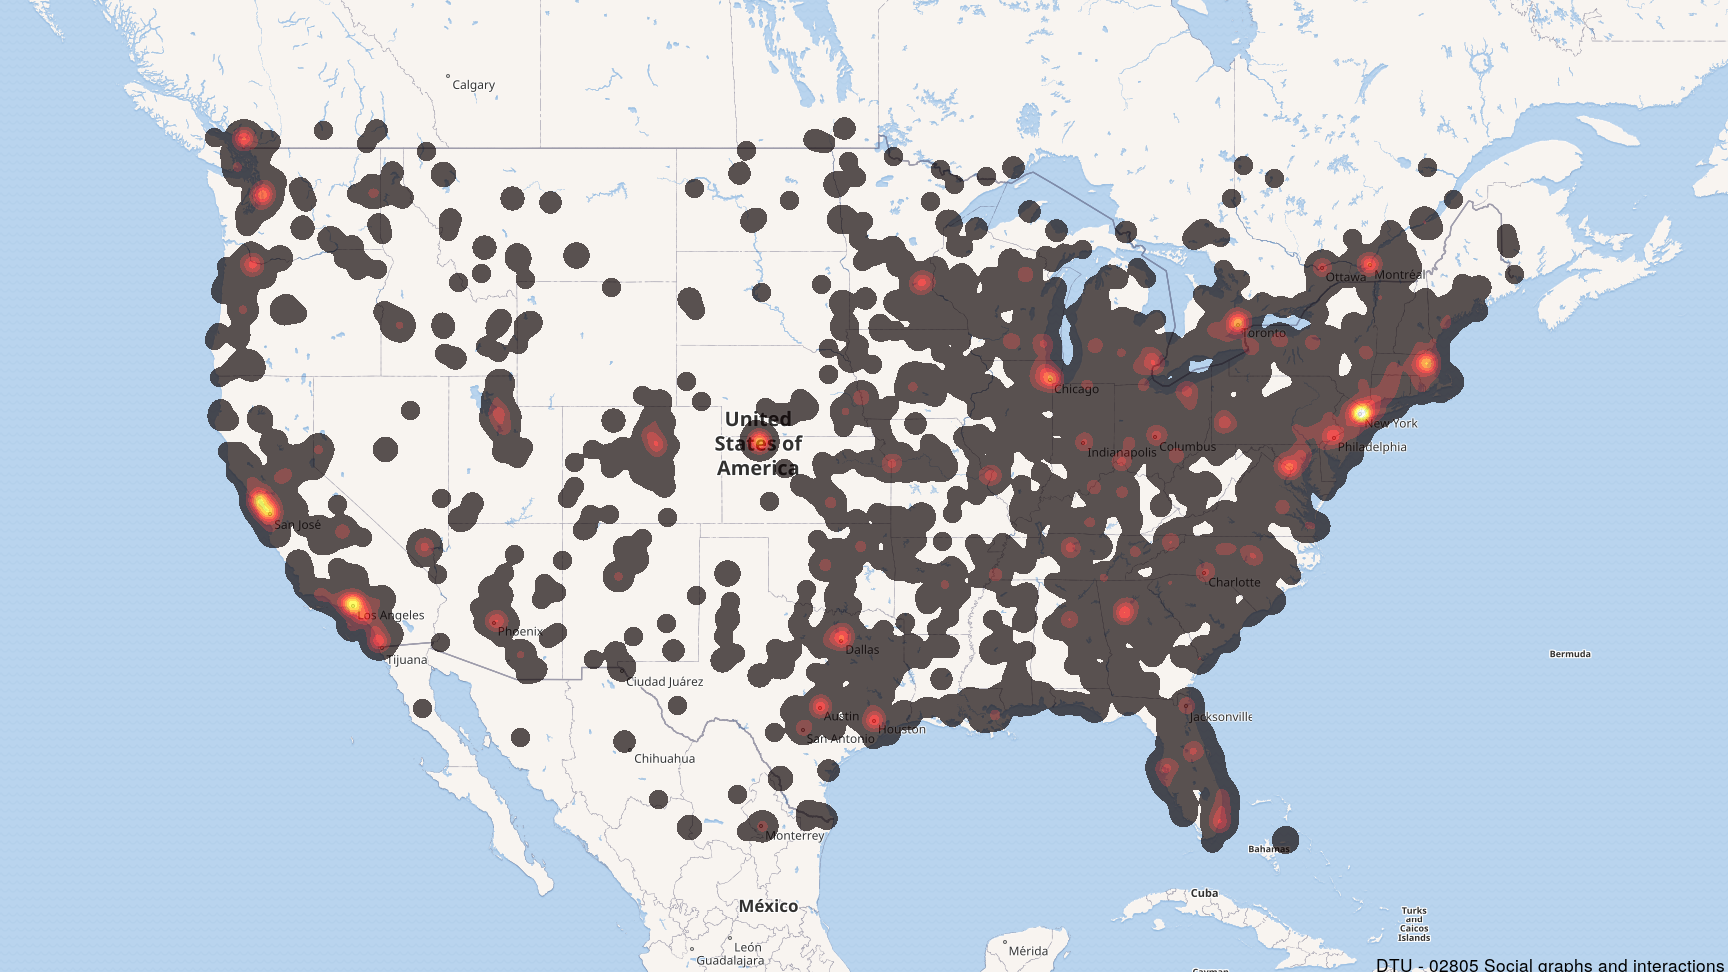 Calgary
Ottawa
Montréal
Toronto
Chicago
United
States of
America
New York
Philadelphia
Indianapolis
Columbus
San José
Charlotte
Los Angeles
Phoenix
Tijuana
Dallas
Bermuda
Ciudad Juárez
Austin
Jacksonville
Houston
San Antonio
Chihuahua
Monterrey
Bahamas
Cuba
México
Turks
and
Caicos
Islands
León
Mérida
Guadalajara
DTU - 02805 Social graphs and interactions